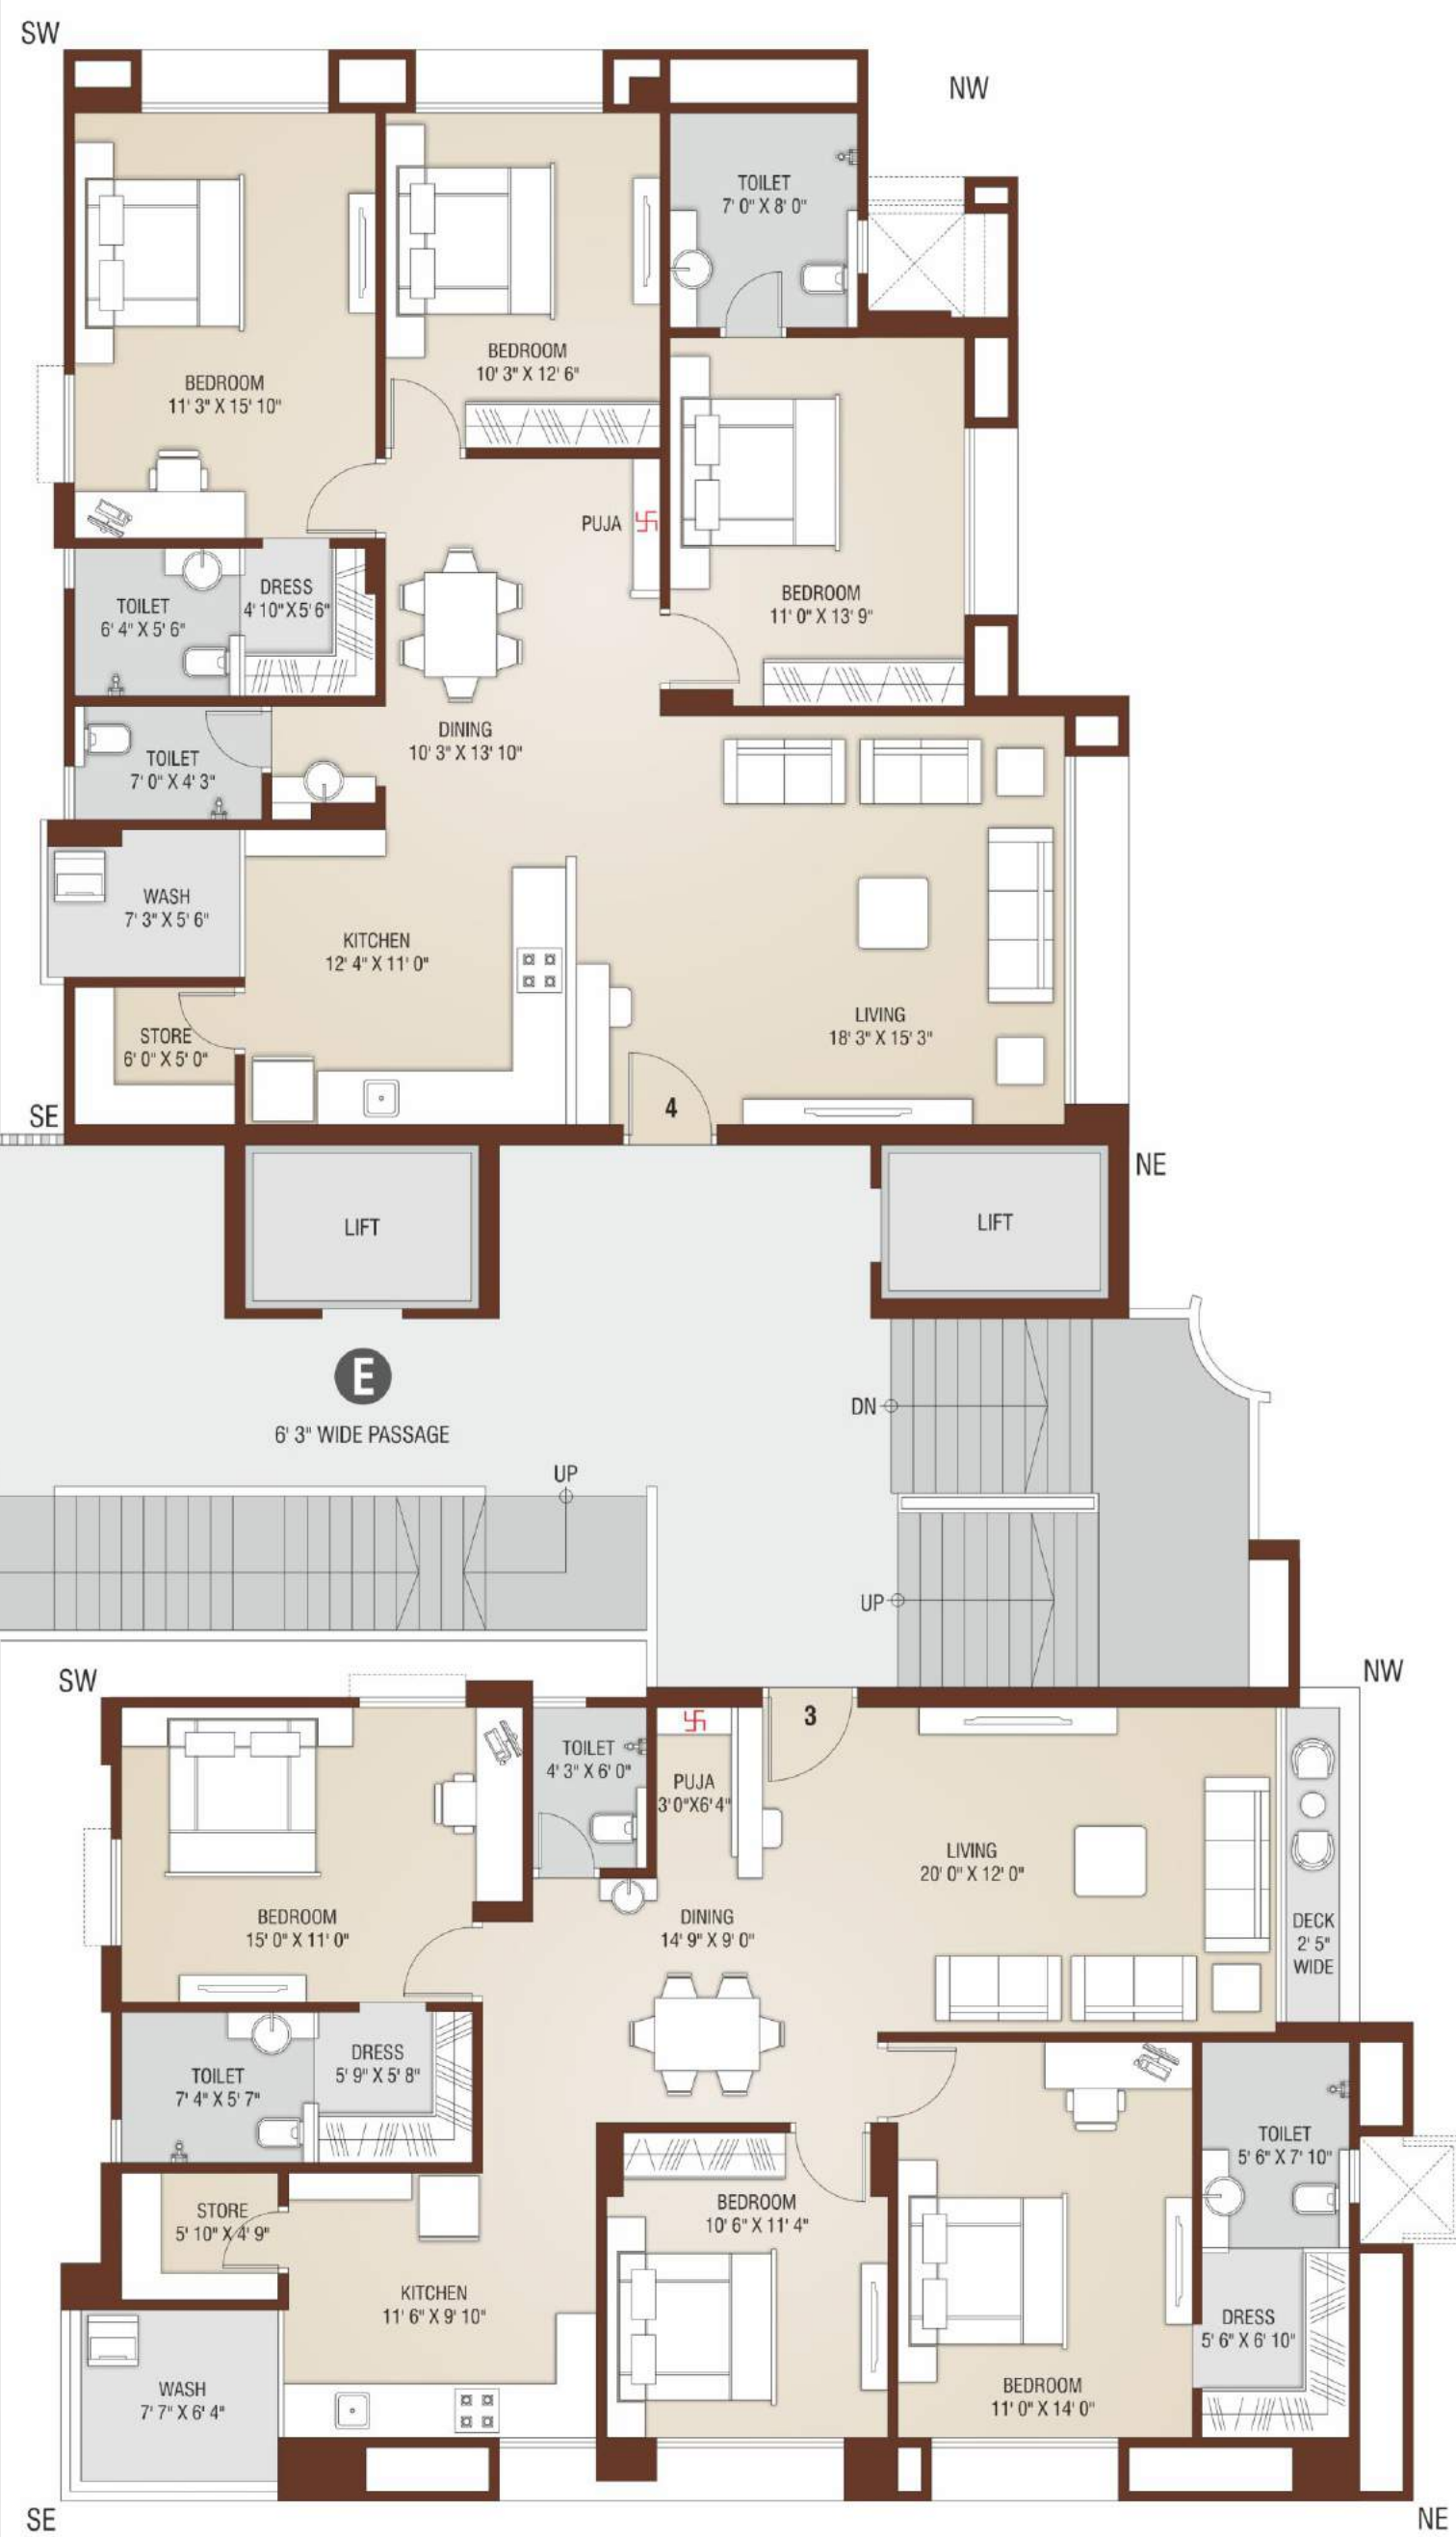 SW
NW
TOILET
7' 0" X 8' 0"
BEDROOM
10' 3" X 12' 6"
BEDROOM
11' 3" X 15' 10"
PUJA 卐
DRESS
4' 10" X 5' 6"
TOILET
6' 4" X 5' 6"
BEDROOM
11' 0" X 13' 9"
DINING
10' 3" X 13' 10"
TOILET
7' 0" X 4' 3"
WASH
7' 3" X 5' 6"
KITCHEN
12' 4" X 11' 0"
LIVING
18' 3" X 15' 3"
STORE
6' 0" X 5' 0"
4
SE
NE
LIFT
LIFT
E
6' 3" WIDE PASSAGE
DN
UP
UP
SW
NW
卐
3
TOILET
4' 3" X 6' 0"
PUJA
3' 0"X6' 4"
LIVING
20' 0" X 12' 0"
BEDROOM
15' 0" X 11' 0"
DINING
14' 9" X 9' 0"
DECK
2' 5"
WIDE
DRESS
5' 9" X 5' 8"
TOILET
7' 4" X 5' 7"
TOILET
5' 6" X 7' 10"
STORE
5' 10" X 4' 9"
BEDROOM
10' 6" X 11' 4"
KITCHEN
11' 6" X 9' 10"
DRESS
5' 6" X 6' 10"
WASH
7' 7" X 6' 4"
BEDROOM
11' 0" X 14' 0"
SE
NE